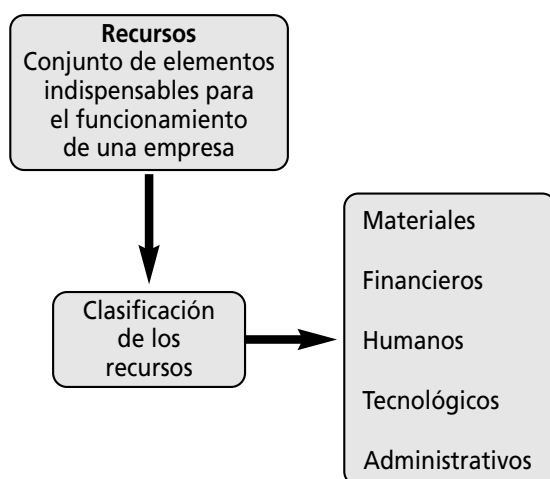 Recursos
Conjunto de elementos
indispensables para
el funcionamiento
de una empresa
Clasificación
de los
recursos
Materiales
Financieros
Humanos
Tecnológicos
Administrativos